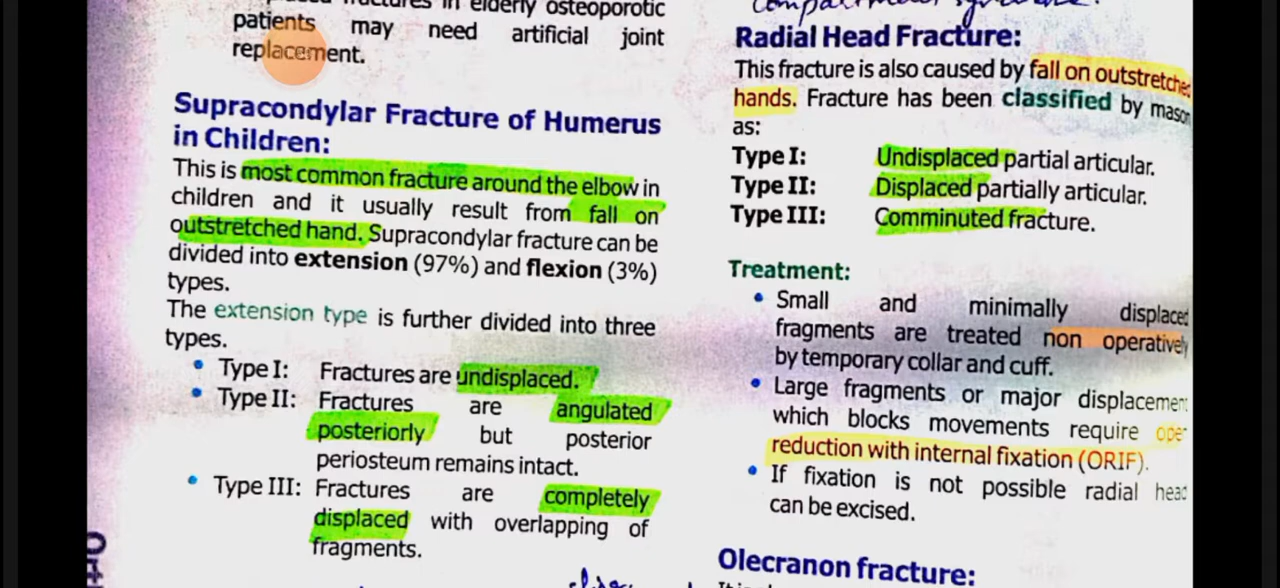 fractures in elderly osteoporotic
patients may need artificial joint
replacement.
Supracondylar Fracture of Humerus
in Children:
This is most common fracture around the elbow in
children and it usually result from fall on
outstretched hand. Supracondylar fracture can be
divided into extension (97%) and flexion (3%)
types.
The extension type is further divided into three
types.
• Type I: Fractures are undisplaced.
• Type II: Fractures are angulated
posteriorly but posterior
periosteum remains intact.
• Type III: Fractures are completely
displaced with overlapping of
fragments.
compartment syndrome.
Radial Head Fracture:
This fracture is also caused by fall on outstretched
hands. Fracture has been classified by mason
as:
Type I: Undisplaced partial articular.
Type II: Displaced partially articular.
Type III: Comminuted fracture.
Treatment:
• Small and minimally displaced
fragments are treated non operatively
by temporary collar and cuff.
• Large fragments or major displacement
which blocks movements require ope
reduction with internal fixation (ORIF).
• If fixation is not possible radial head
can be excised.
Olecranon fracture: